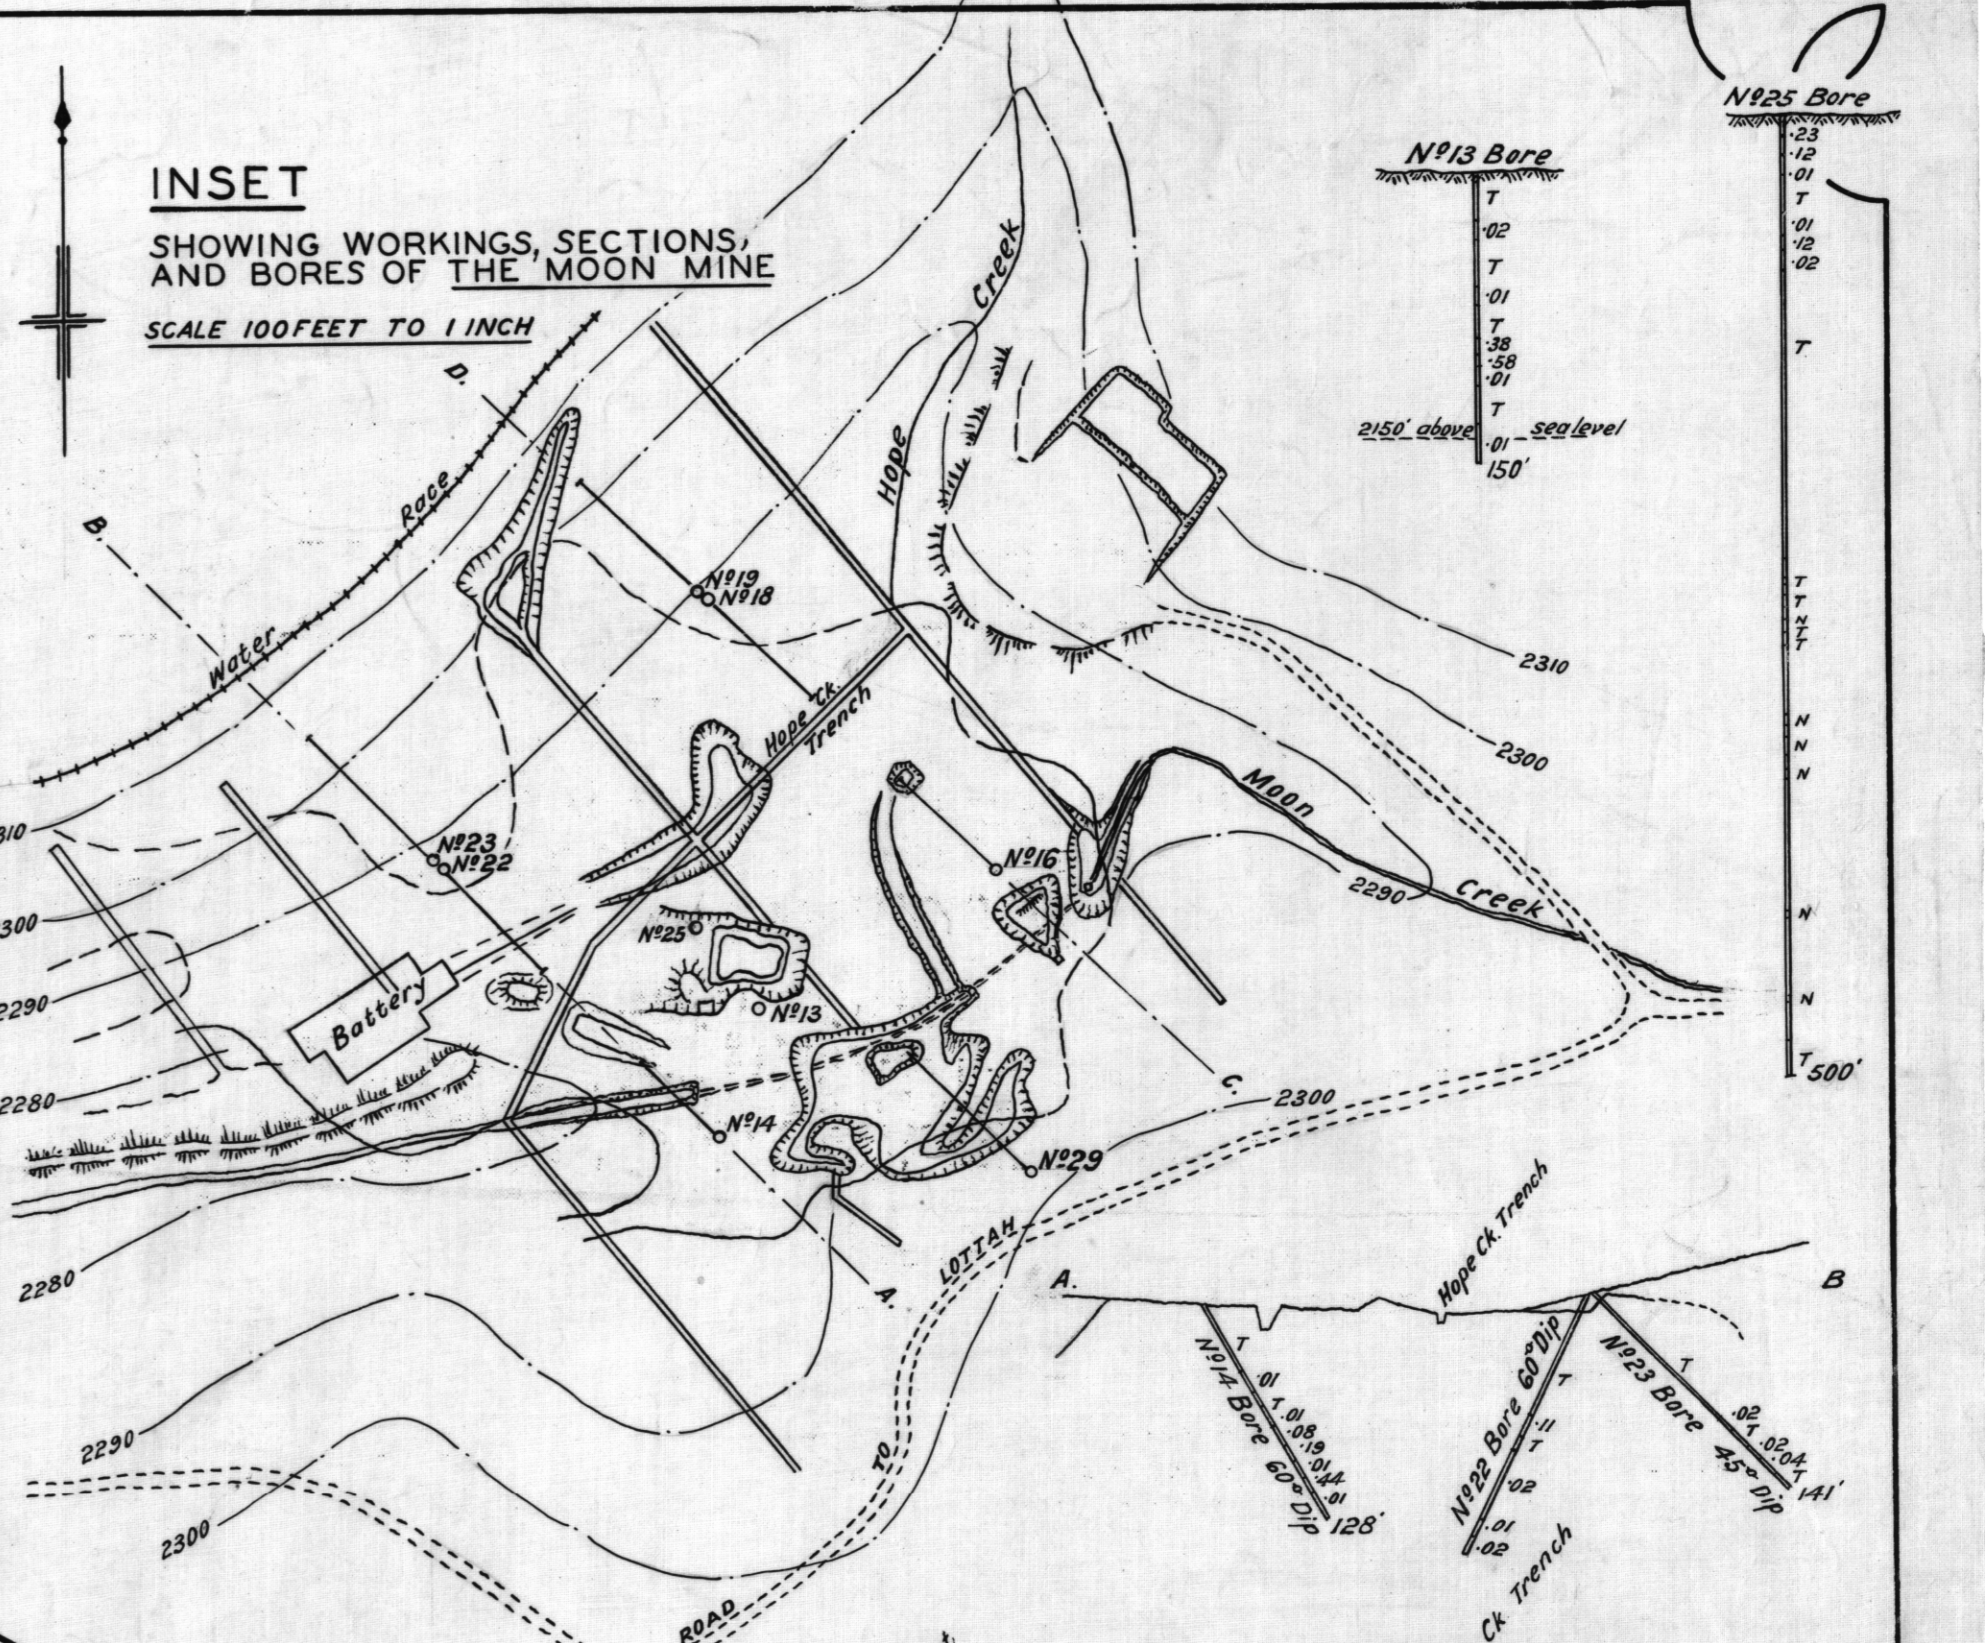 INSET
SHOWING WORKINGS, SECTIONS,
AND BORES OF THE MOON MINE
SCALE 100 FEET TO 1 INCH
Nº25 Bore
.23
.12
.01
T
.01
.12
.02
T
T
T
N
T
T
N
N
N
N
N
T
500'
Nº13 Bore
T
.02
T
.01
T
.38
.58
.01
T
2150' above sea level
.01
150'
D.
B.
Water Race
Hope Creek
Nº19
Nº18
Hope Ck.
Trench
2310
2300
Moon Creek
2290
Nº23
Nº22
Nº16
Nº25
Nº13
Battery
Nº14
Nº29
C.
A.
310
300
2290
2280
2280
2290
2300
2300
ROAD TO LOTTAH
A.
B
Hope Ck. Trench
Nº14 Bore 60° Dip
T
.01
T
.01
.08
.19
.01
.44
.01
128'
Nº22 Bore 60° Dip
T
.11
T
.02
.01
.02
Nº23 Bore 45° Dip
T
.02
T
.02
.04
T
141'
Ck Trench